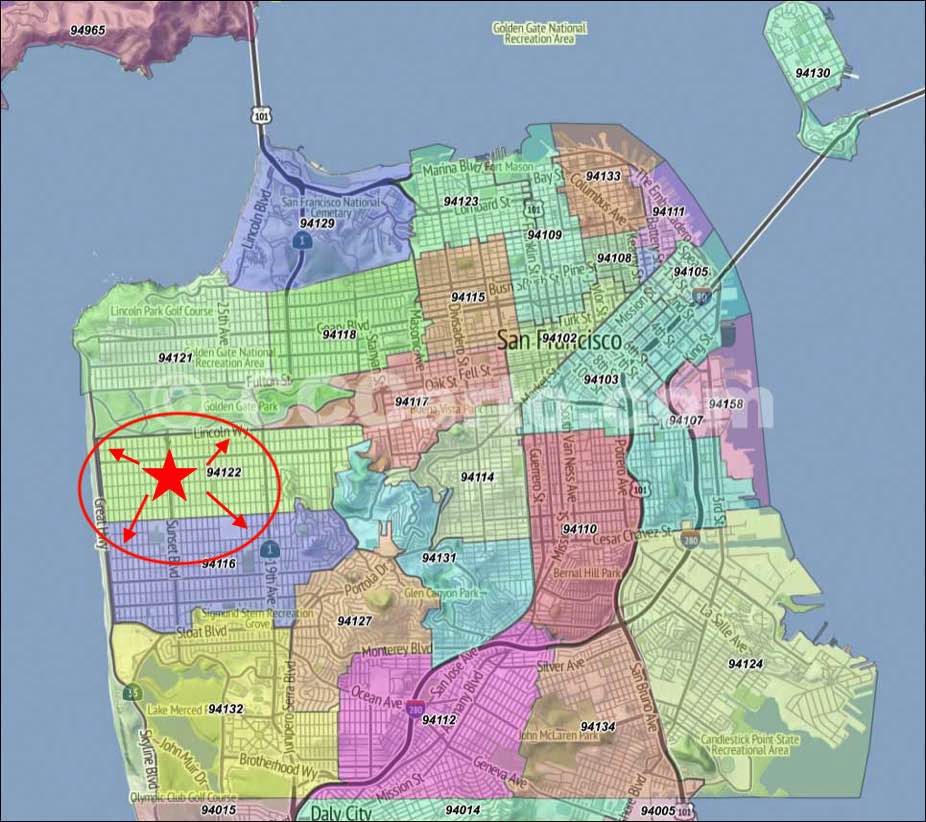 94965
Golden Gate National
Recreation Area
94130
101
Marina Blvd
Fort Mason
Bay St
94133
Columbus Ave
The Embarcadero
94111
Lincoln Blvd
San Francisco National
Cemetary
94129
1
94123
Lombard St
101
94109
94108
Battery St
94105
80
Lincoln Park Golf Course
25th Ave
94118
94115
Divisadero St
Masonic Ave
Bush St
Pine St
Turk St
Mission St
4th St
King St
San Francisco
94102
94121
Golden Gate National
Recreation Area
Fulton St
Oak St
Fell St
94117
Buena Vista Park
Market St
8th St
94103
94158
94107
Golden Gate Park
Lincoln Wy
94122
94114
Guerrero St
South Van Ness Ave
Potrero Ave
101
3rd St
Great Hwy
Sunset Blvd
94116
1
19th Ave
94131
94110
Mission St
Cesar Chavez St
280
Portola Dr
Glen Canyon Park
Bernal Hill Park
Sigmund Stern Recreation
Grove
Sloat Blvd
94127
Monterey Blvd
San Jose Ave
La Salle Ave
94124
Silver Ave
San Bruno Ave
35
Lake Merced
94132
Junipero Serra Blvd
Ocean Ave
280
94112
Alemany Blvd
94134
John McLaren Park
Candlestick Point State
Recreational Area
Skyline Blvd
John Muir Dr
Brotherhood Wy
Mission St
Geneva Ave
Olympic Club Golf Course
94015
Daly City
94014
94005
101